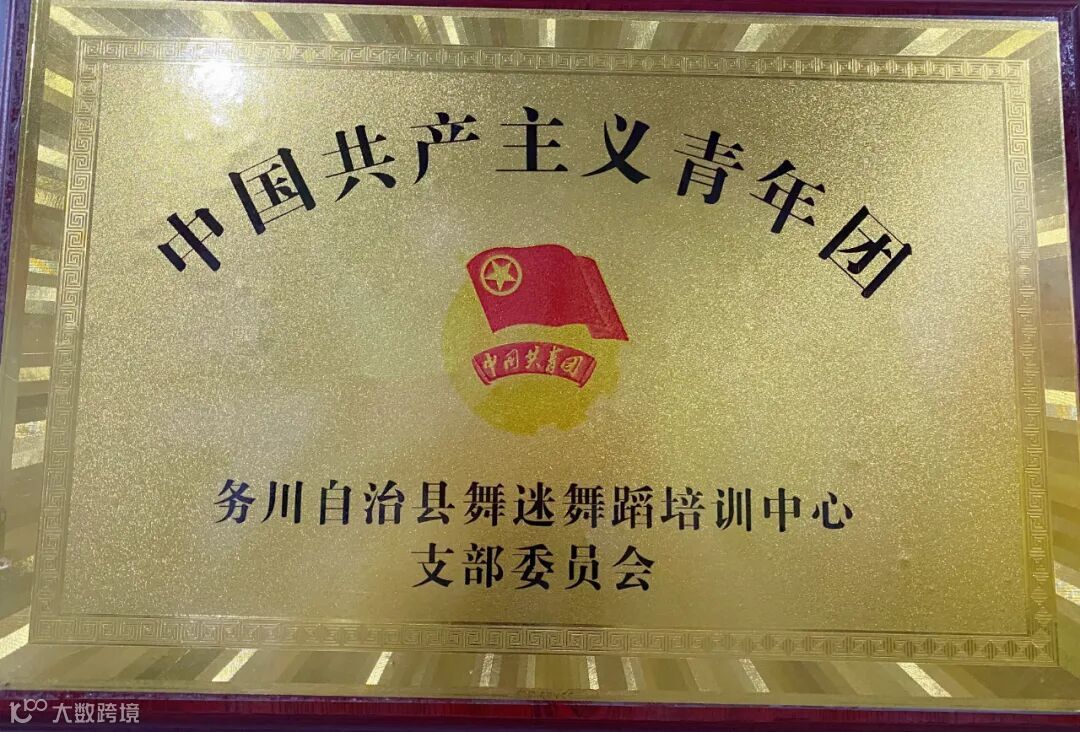 中国共产主义青年团
中国共青团
务川自治县舞迷舞蹈培训中心
支部委员会
大数跨境